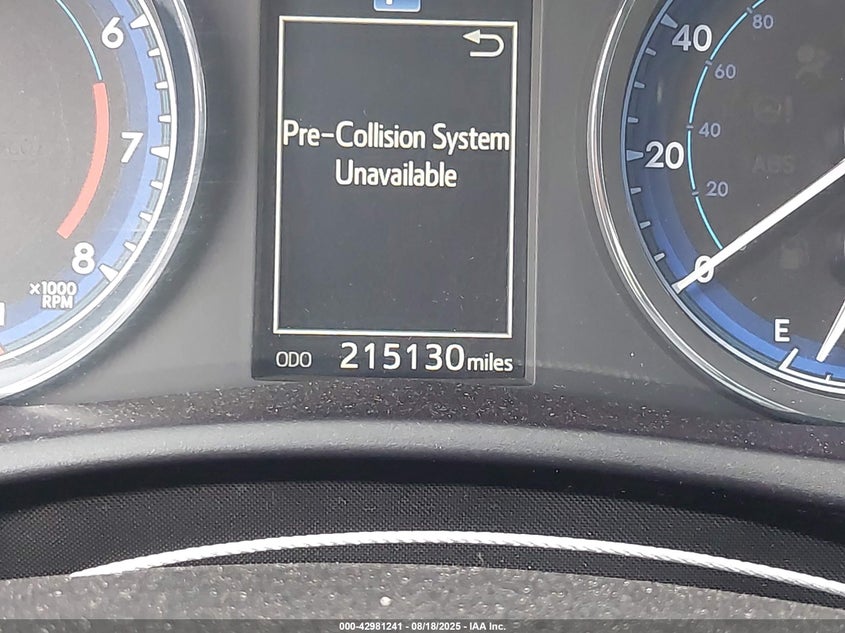 6
7
8
×1000
RPM
Pre-Collision System
Unavailable
ODO 215130 miles
80
60
40
20
40
20
0
ABS
E
000-42981241 - 08/18/2025 - IAA Inc.